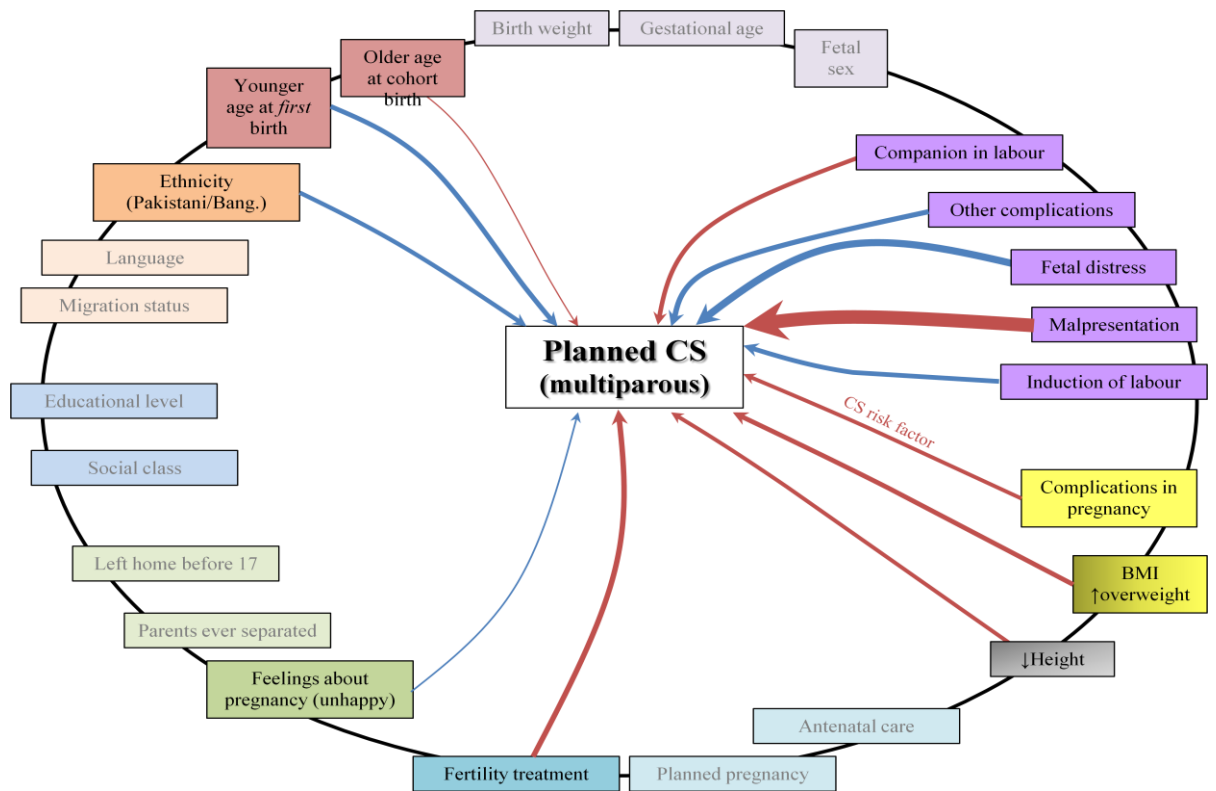 Birth weight
Gestational age
Fetal
sex
Older age
at cohort
birth
Younger
age at first
birth
Ethnicity
(Pakistani/Bang.)
Language
Migration status
Educational level
Social class
Left home before 17
Parents ever separated
Feelings about
pregnancy (unhappy)
Fertility treatment
Planned pregnancy
Antenatal care
↓Height
BMI
↑overweight
Complications in
pregnancy
CS risk factor
Induction of labour
Malpresentation
Fetal distress
Other complications
Companion in labour
Planned CS
(multiparous)